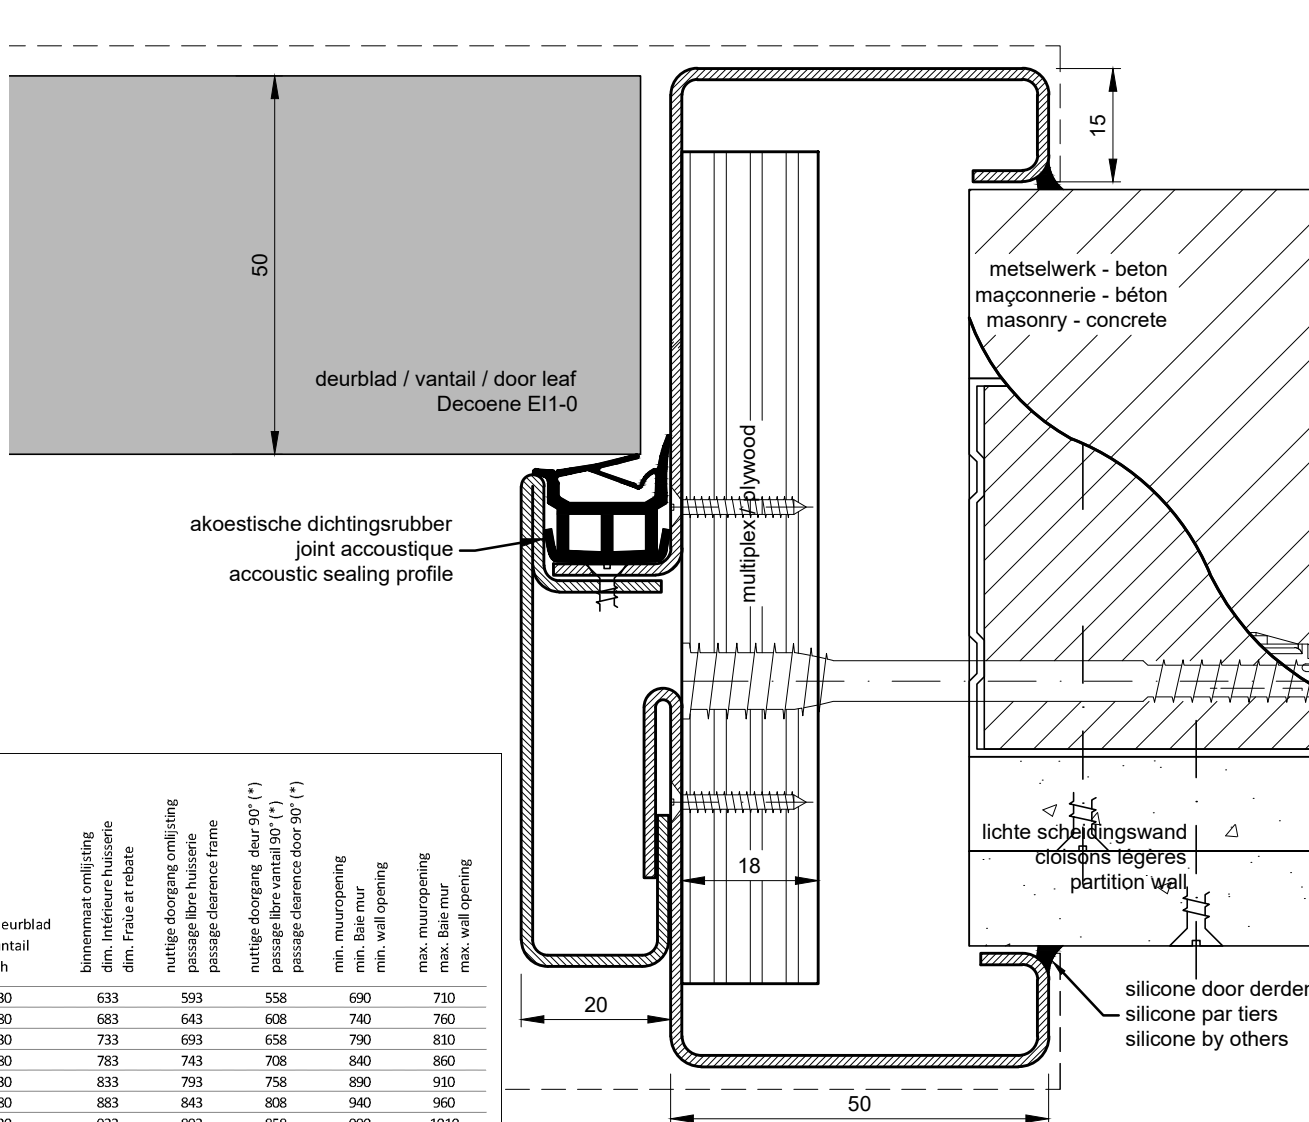 15
50
metselwerk - beton
maçconnerie - béton
masonry - concrete
deurblad / vantail / door leaf
Decoene EI1-0
multiplex / plywood
akoestische dichtingsrubber
joint accoustique
accoustic sealing profile
18
lichte scheidingswand
cloisons légères
partition wall
20
silicone door derden
silicone par tiers
silicone by others
50
binnenmaat omlijsting
dim. Intérieure huisserie
dim. Fraùe at rebate
nuttige doorgang omlijsting
passage libre huisserie
passage clearence frame
nuttige doorgang deur 90° (*)
passage libre vantail 90° (*)
passage clearence door 90° (*)
min. muuropening
min. Baie mur
min. wall opening
max. muuropening
max. Baie mur
max. wall opening
eurblad
antail
h
30 633 593 558 690 710
80 683 643 608 740 760
30 733 693 658 790 810
80 783 743 708 840 860
30 833 793 758 890 910
80 883 843 808 940 960